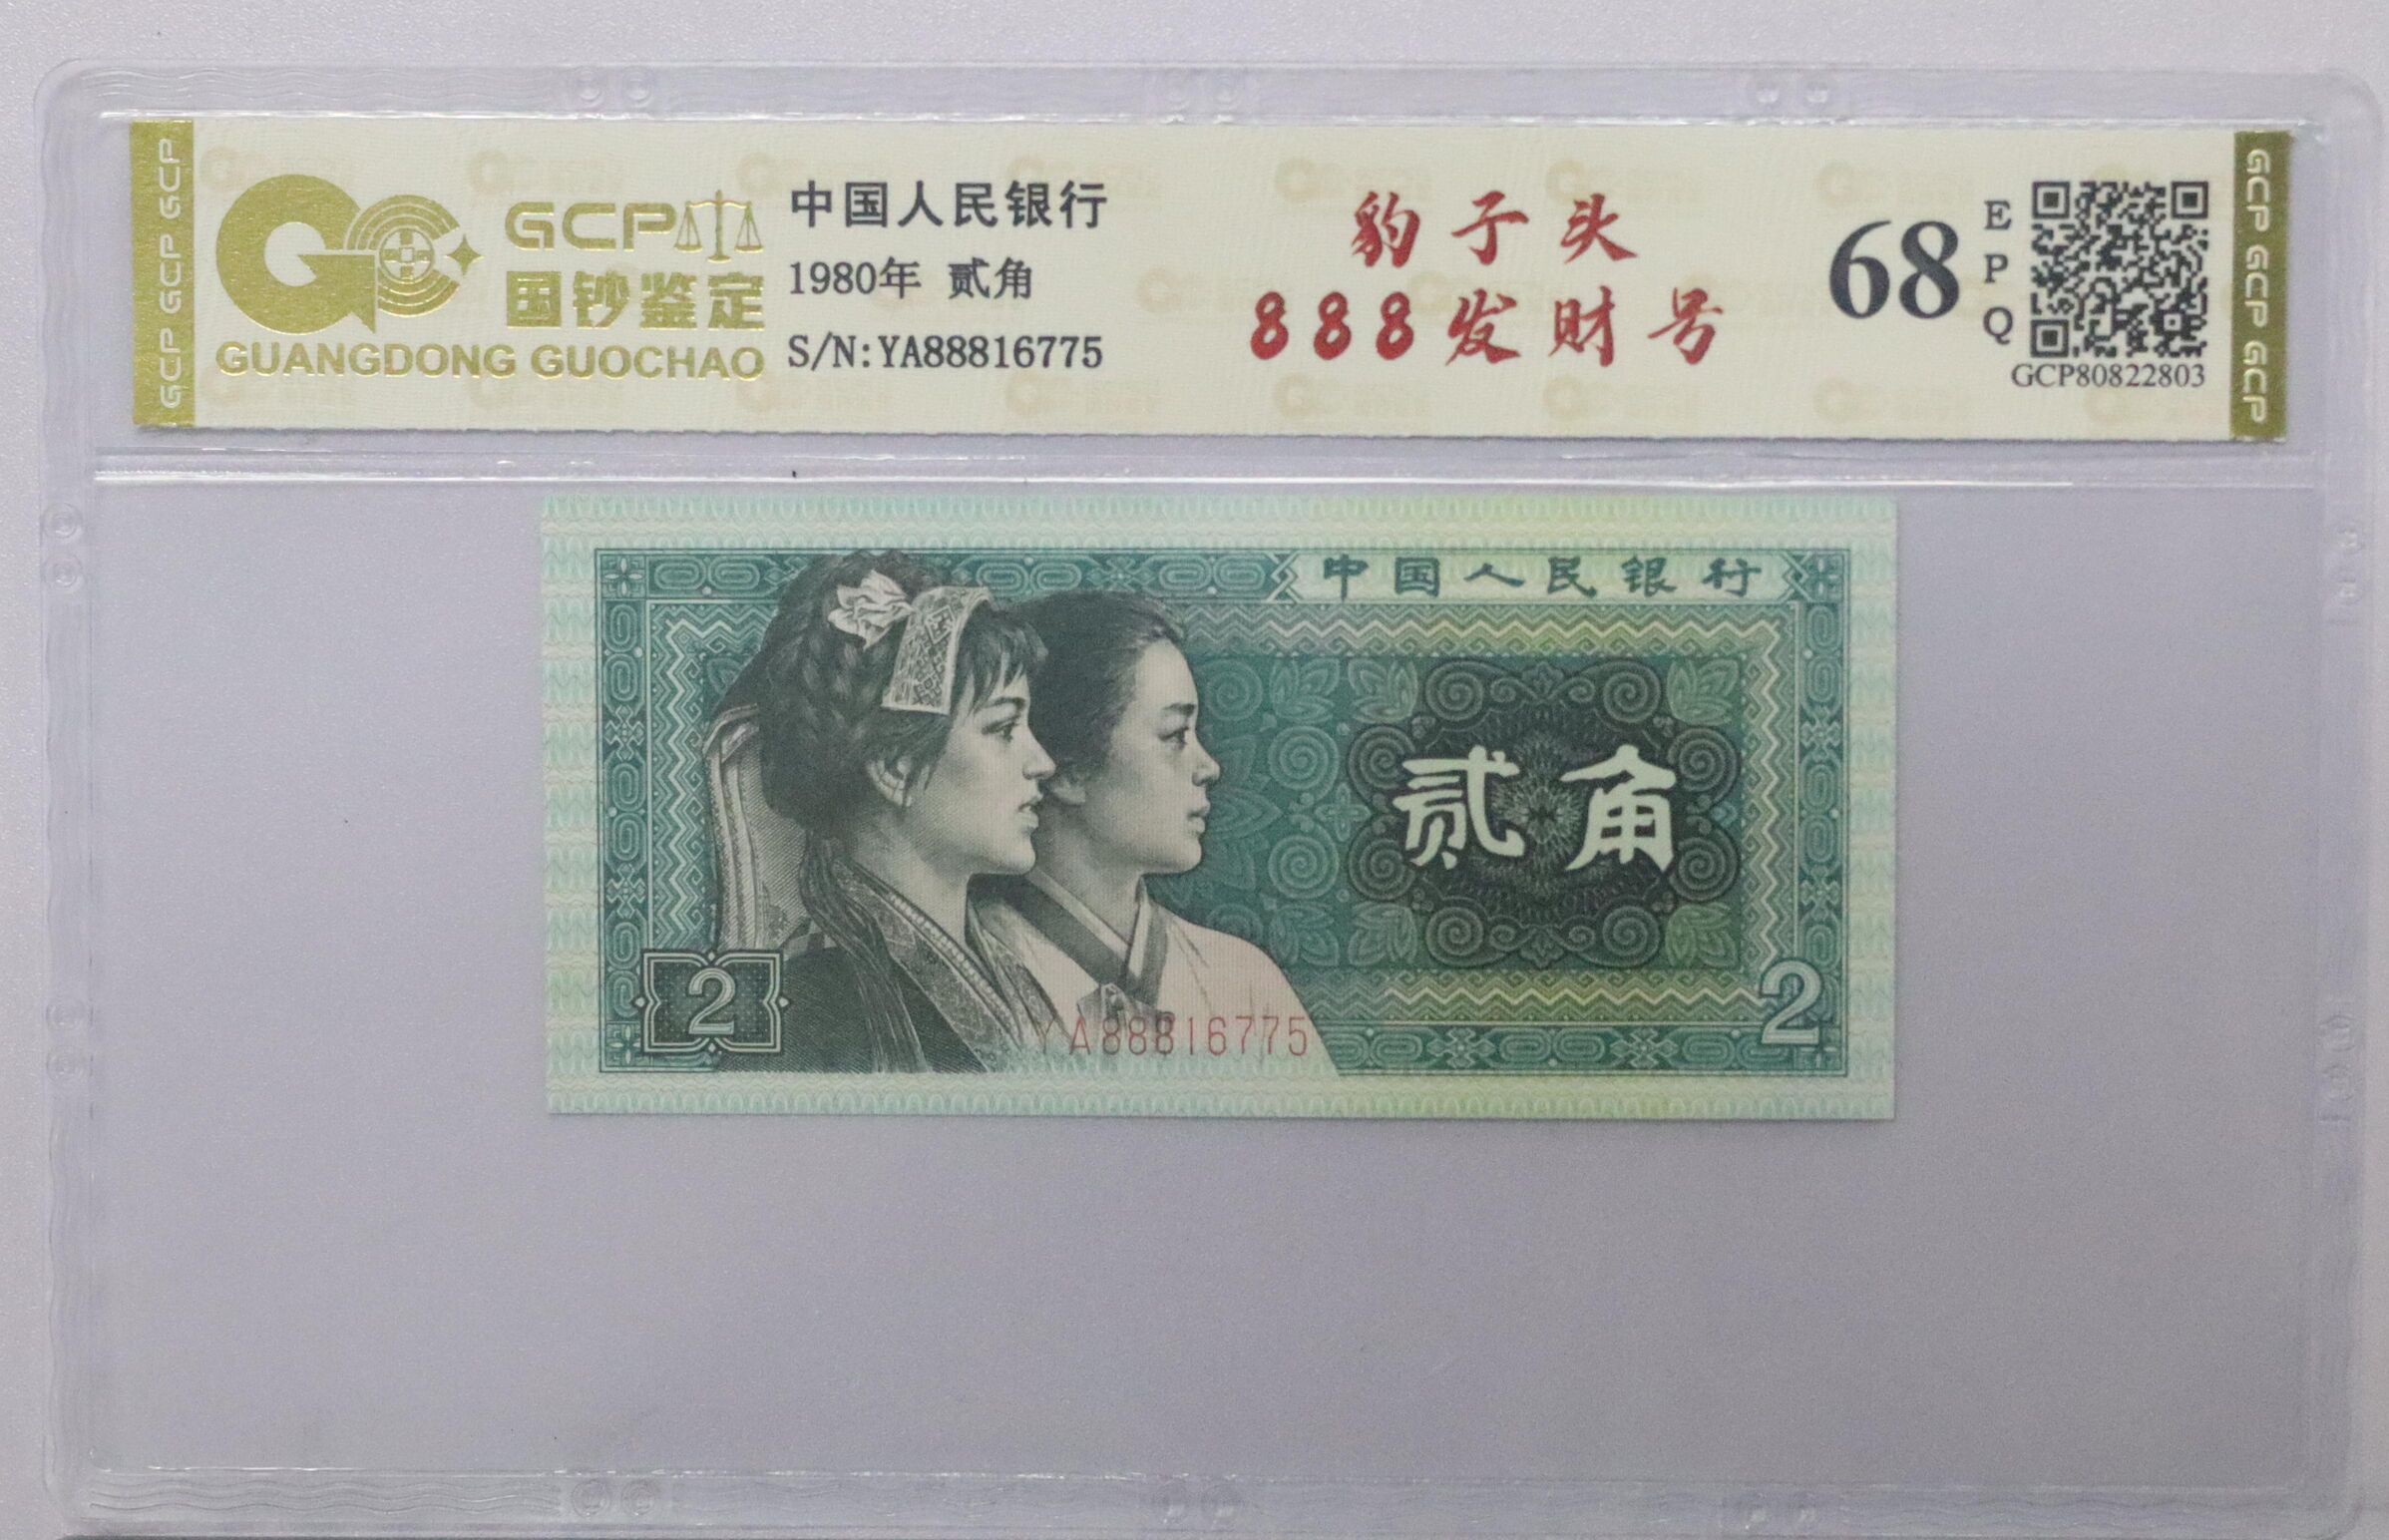 GCP GCP GCP
GCP
国钞鉴定
GUANGDONG GUOCHAO
中国人民银行
1980年 贰角
S/N:YA88816775
豹子头
888发财号
68
EPQ
GCP80822803
GCP GCP GCP
中国人民银行
贰角
2
YA88816775
2